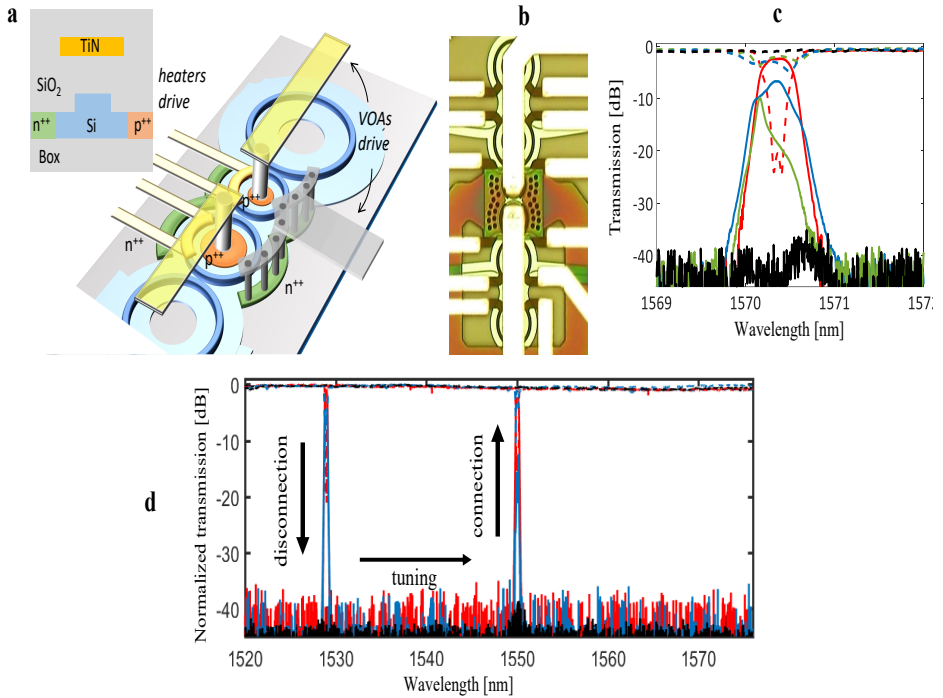 a
TiN
SiO2
n++
Si
p++
Box
heaters
drive
VOAs
drive
p++
n++
p++
n++
b
c
0
-10
-20
-30
-40
Transmission [dB]
1569
1570
1571
1572
Wavelength [nm]
d
0
-10
-20
-30
-40
Normalized transmission [dB]
disconnection
tuning
connection
1520
1530
1540
1550
1560
1570
Wavelength [nm]